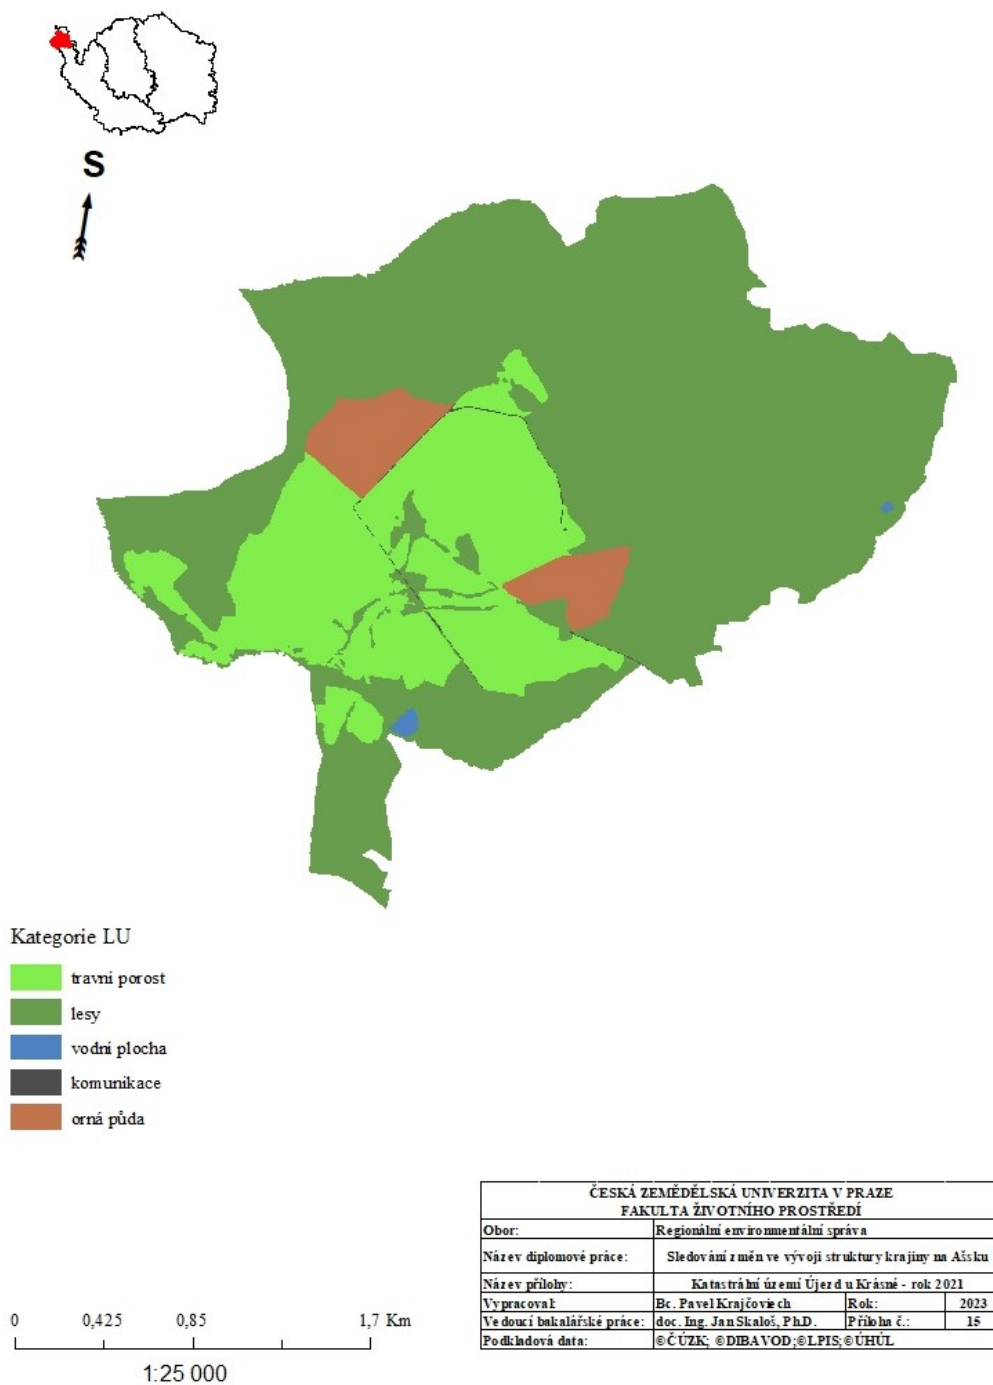 S
Kategorie LU
travní porost
lesy
vodní plocha
komunikace
orná půda
0 0,425 0,85 1,7 Km
1:25 000
ČESKÁ ZEMĚDĚLSKÁ UNIVERZITA V PRAZE
FAKULTA ŽIVOTNÍHO PROSTŘEDÍ
Obor: Regionální environmentální správa
Název diplomové práce: Sledování změn ve vývoji struktury krajiny na Ašsku
Název přílohy: Katastrální území Újezd u Krásné - rok 2021
Vypracoval: Bc. Pavel Krajčoviech Rok: 2023
Vedoucí bakalářské práce: doc. Ing. Jan Skaloš, Ph.D. Příloha č.: 15
Podkladová data: ©ČÚZK; ©DIBAVOD;©LPIS;©ÚHÚL